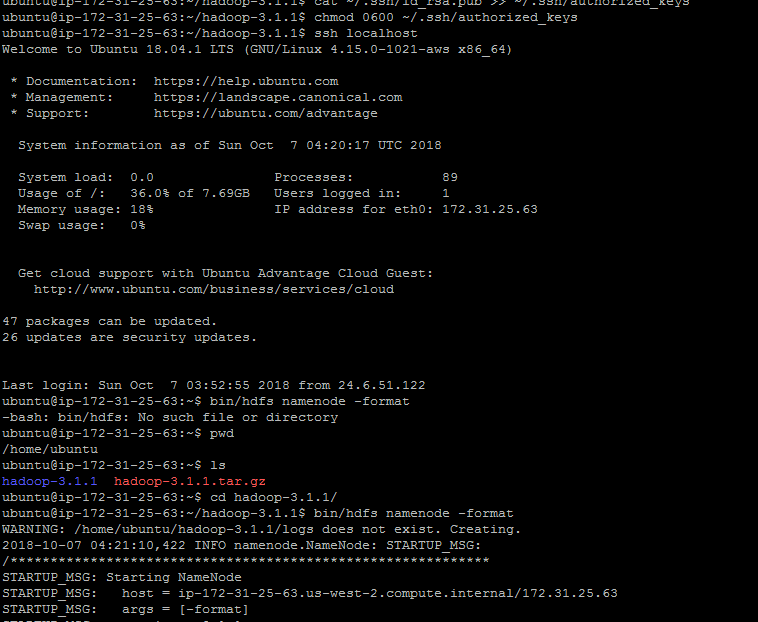 ubuntu@ip-172-31-25-63:~/hadoop-3.1.1$ cat ~/.ssh/id_rsa.pub >> ~/.ssh/authorized_keys
ubuntu@ip-172-31-25-63:~/hadoop-3.1.1$ chmod 0600 ~/.ssh/authorized_keys
ubuntu@ip-172-31-25-63:~/hadoop-3.1.1$ ssh localhost
Welcome to Ubuntu 18.04.1 LTS (GNU/Linux 4.15.0-1021-aws x86_64)
* Documentation:  https://help.ubuntu.com
* Management:     https://landscape.canonical.com
* Support:        https://ubuntu.com/advantage
System information as of Sun Oct  7 04:20:17 UTC 2018
System load:  0.0               Processes:           89
Usage of /:   36.0% of 7.69GB   Users logged in:     1
Memory usage: 18%               IP address for eth0: 172.31.25.63
Swap usage:   0%
Get cloud support with Ubuntu Advantage Cloud Guest:
http://www.ubuntu.com/business/services/cloud
47 packages can be updated.
26 updates are security updates.
Last login: Sun Oct  7 03:52:55 2018 from 24.6.51.122
ubuntu@ip-172-31-25-63:~$ bin/hdfs namenode -format
-bash: bin/hdfs: No such file or directory
ubuntu@ip-172-31-25-63:~$ pwd
/home/ubuntu
ubuntu@ip-172-31-25-63:~$ ls
hadoop-3.1.1  hadoop-3.1.1.tar.gz
ubuntu@ip-172-31-25-63:~$ cd hadoop-3.1.1/
ubuntu@ip-172-31-25-63:~/hadoop-3.1.1$ bin/hdfs namenode -format
WARNING: /home/ubuntu/hadoop-3.1.1/logs does not exist. Creating.
2018-10-07 04:21:10,422 INFO namenode.NameNode: STARTUP_MSG:
/************************************************************
STARTUP_MSG: Starting NameNode
STARTUP_MSG:   host = ip-172-31-25-63.us-west-2.compute.internal/172.31.25.63
STARTUP_MSG:   args = [-format]